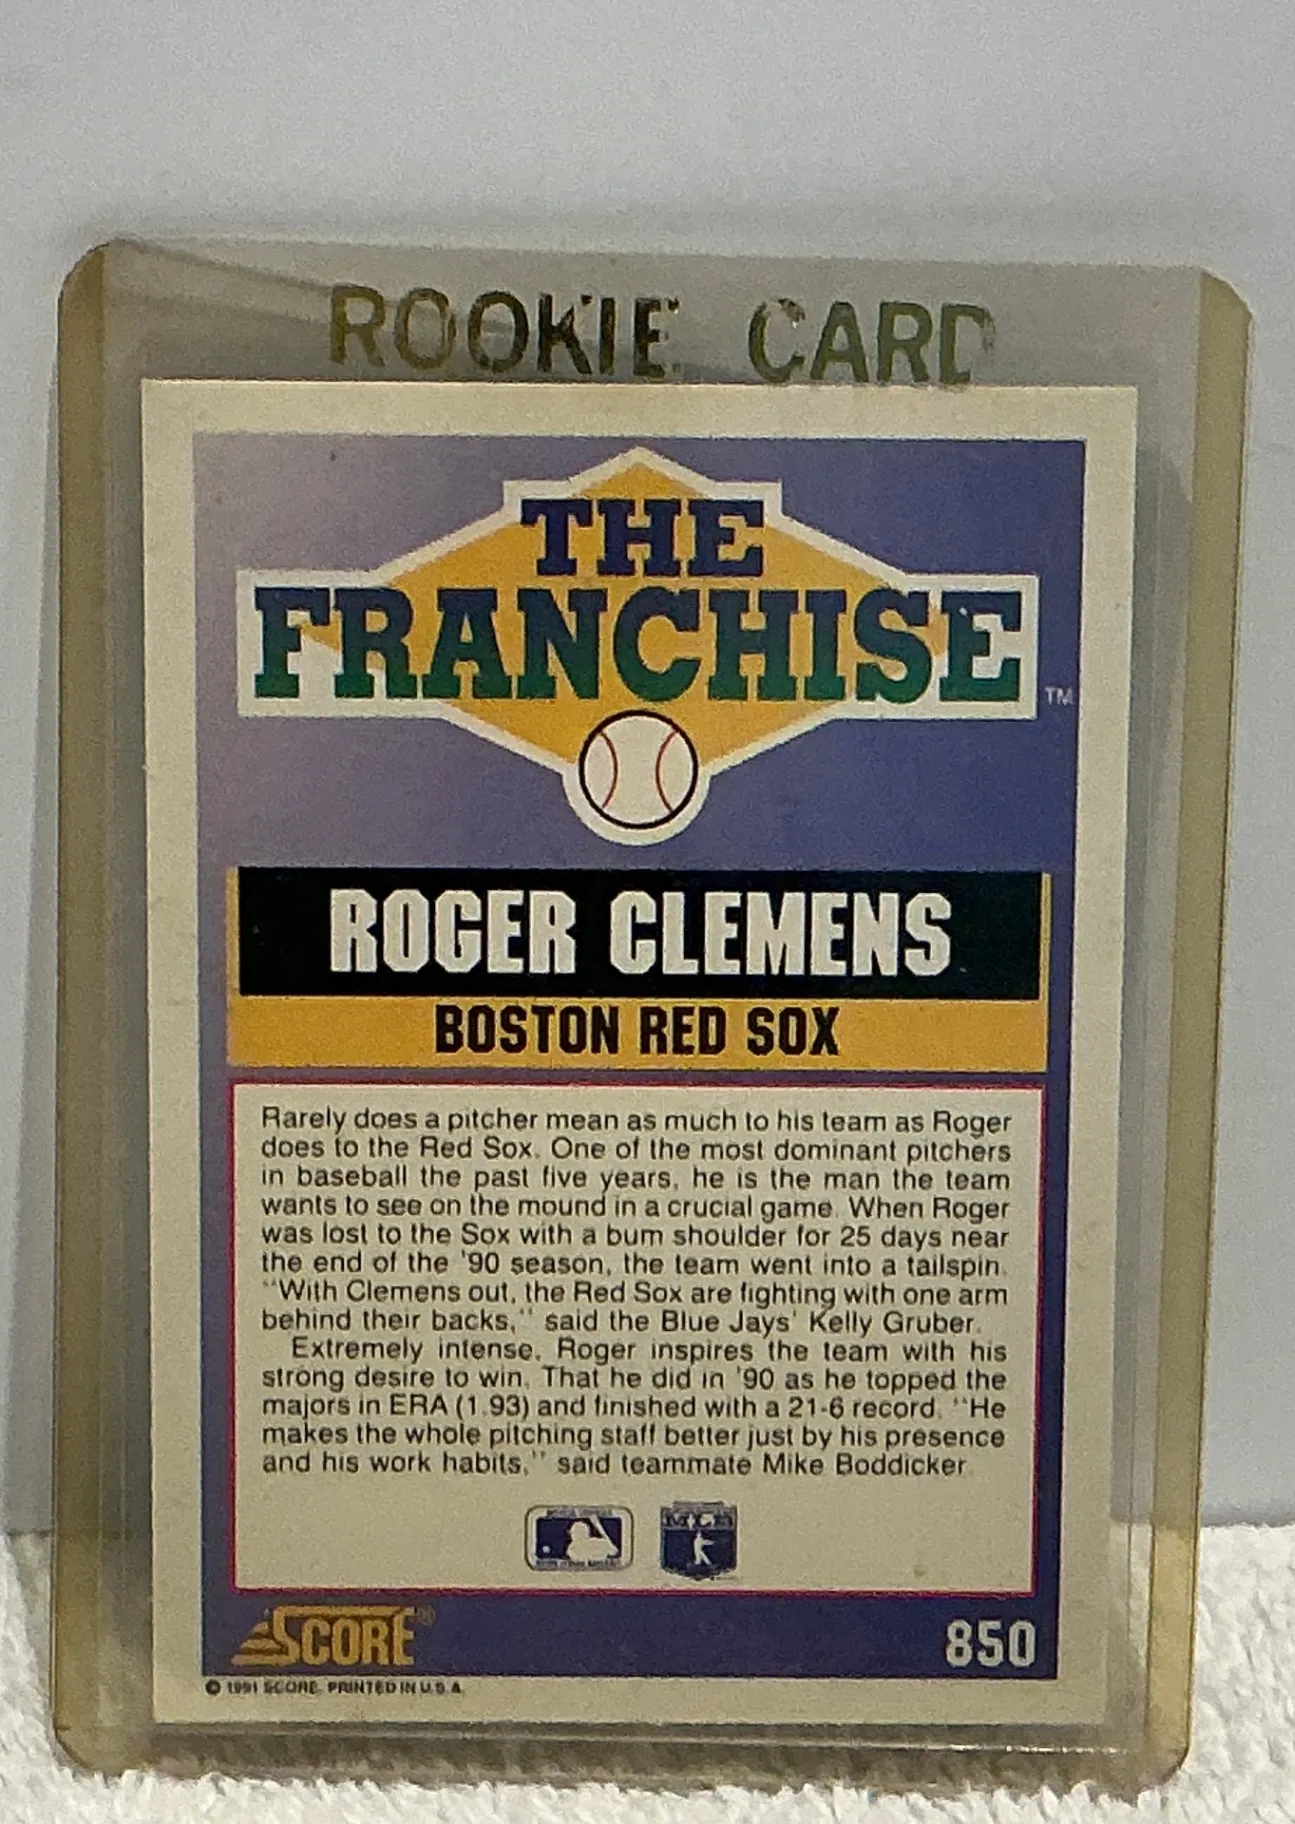 ROOKIE CARD
THE
FRANCHISE
TM
ROGER CLEMENS
BOSTON RED SOX
Rarely does a pitcher mean as much to his team as Roger
does to the Red Sox. One of the most dominant pitchers
in baseball the past five years, he is the man the team
wants to see on the mound in a crucial game. When Roger
was lost to the Sox with a bum shoulder for 25 days near
the end of the '90 season, the team went into a tailspin.
"With Clemens out, the Red Sox are fighting with one arm
behind their backs," said the Blue Jays' Kelly Gruber.
Extremely intense, Roger inspires the team with his
strong desire to win. That he did in '90 as he topped the
majors in ERA (1.93) and finished with a 21-6 record. "He
makes the whole pitching staff better just by his presence
and his work habits," said teammate Mike Boddicker.
MLB
SCORE® 850
© 1991 SCORE. PRINTED IN U.S.A.